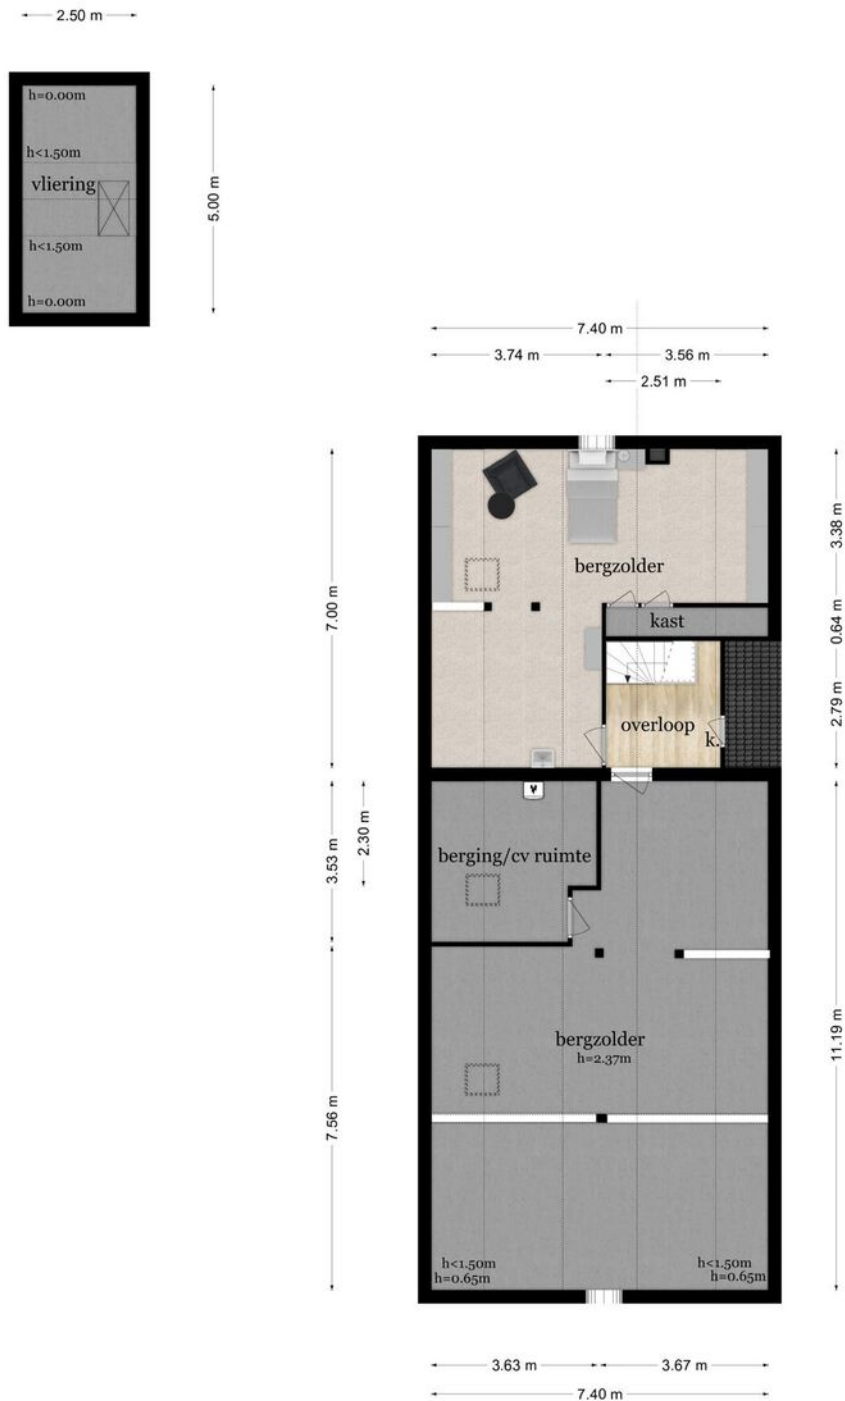 2.50 m
h=0.00m
h<1.50m
vliering
h<1.50m
h=0.00m
5.00 m
7.40 m
3.74 m
3.56 m
2.51 m
7.00 m
3.38 m
0.64 m
2.79 m
bergzolder
kast
overloop
k.
3.53 m
2.30 m
7.56 m
11.19 m
berging/cv ruimte
bergzolder
h=2.37m
h<1.50m
h=0.65m
h<1.50m
h=0.65m
3.63 m
3.67 m
7.40 m